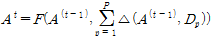 A^t = F(A^(t−1), ∑_{p=1}^{P} △(A^(t−1), D_p))